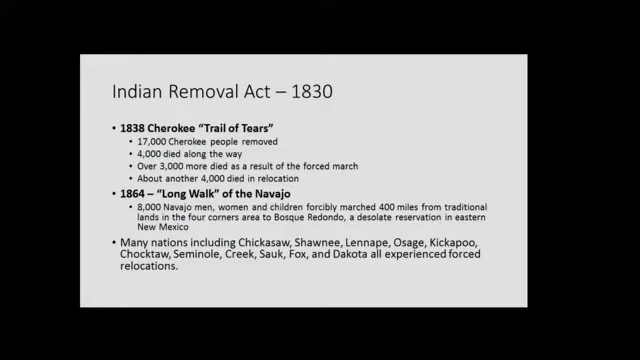 Indian Removal Act – 1830
• 1838 Cherokee “Trail of Tears”
• 17,000 Cherokee people removed
• 4,000 died along the way
• Over 3,000 more died as a result of the forced march
• About another 4,000 died in relocation
• 1864 – “Long Walk” of the Navajo
• 8,000 Navajo men, women and children forcibly marched 400 miles from traditional
lands in the four corners area to Bosque Redondo, a desolate reservation in eastern
New Mexico
• Many nations including Chickasaw, Shawnee, Lennape, Osage, Kickapoo,
Chocktaw, Seminole, Creek, Sauk, Fox, and Dakota all experienced forced
relocations.